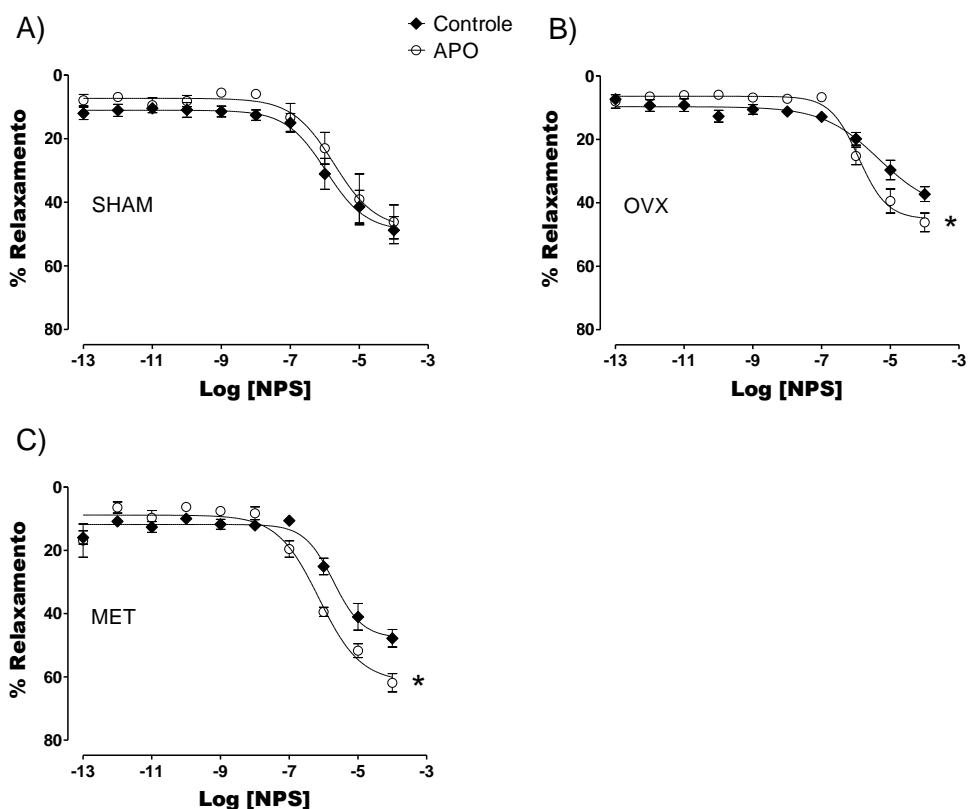 A)
Controle
APO
B)
0
20
40
60
80
% Relaxamento
SHAM
-13 -11 -9 -7 -5 -3
Log [NPS]
0
20
40
60
80
% Relaxamento
OVX
*
-13 -11 -9 -7 -5 -3
Log [NPS]
C)
0
20
40
60
80
% Relaxamento
MET
*
-13 -11 -9 -7 -5 -3
Log [NPS]